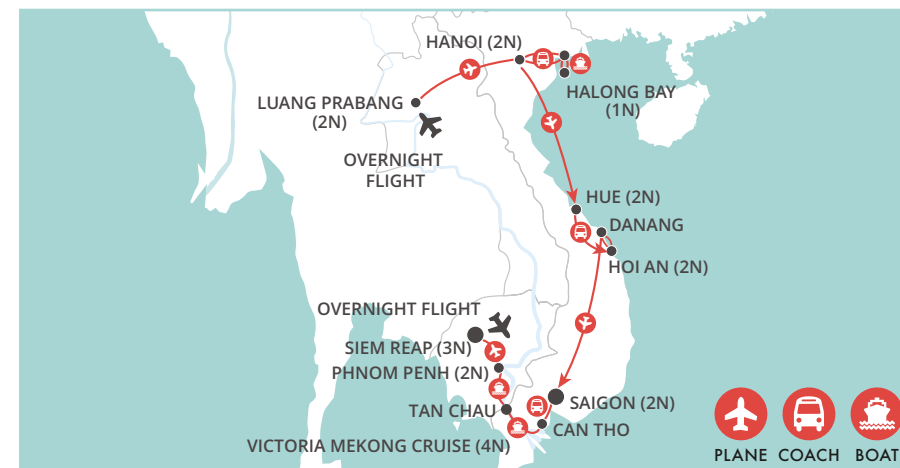 HANOI (2N)
HALONG BAY
(1N)
LUANG PRABANG
(2N)
OVERNIGHT
FLIGHT
HUE (2N)
DANANG
HOI AN (2N)
OVERNIGHT FLIGHT
SIEM REAP (3N)
PHNOM PENH (2N)
TAN CHAU
SAIGON (2N)
CAN THO
VICTORIA MEKONG CRUISE (4N)
PLANE COACH BOAT